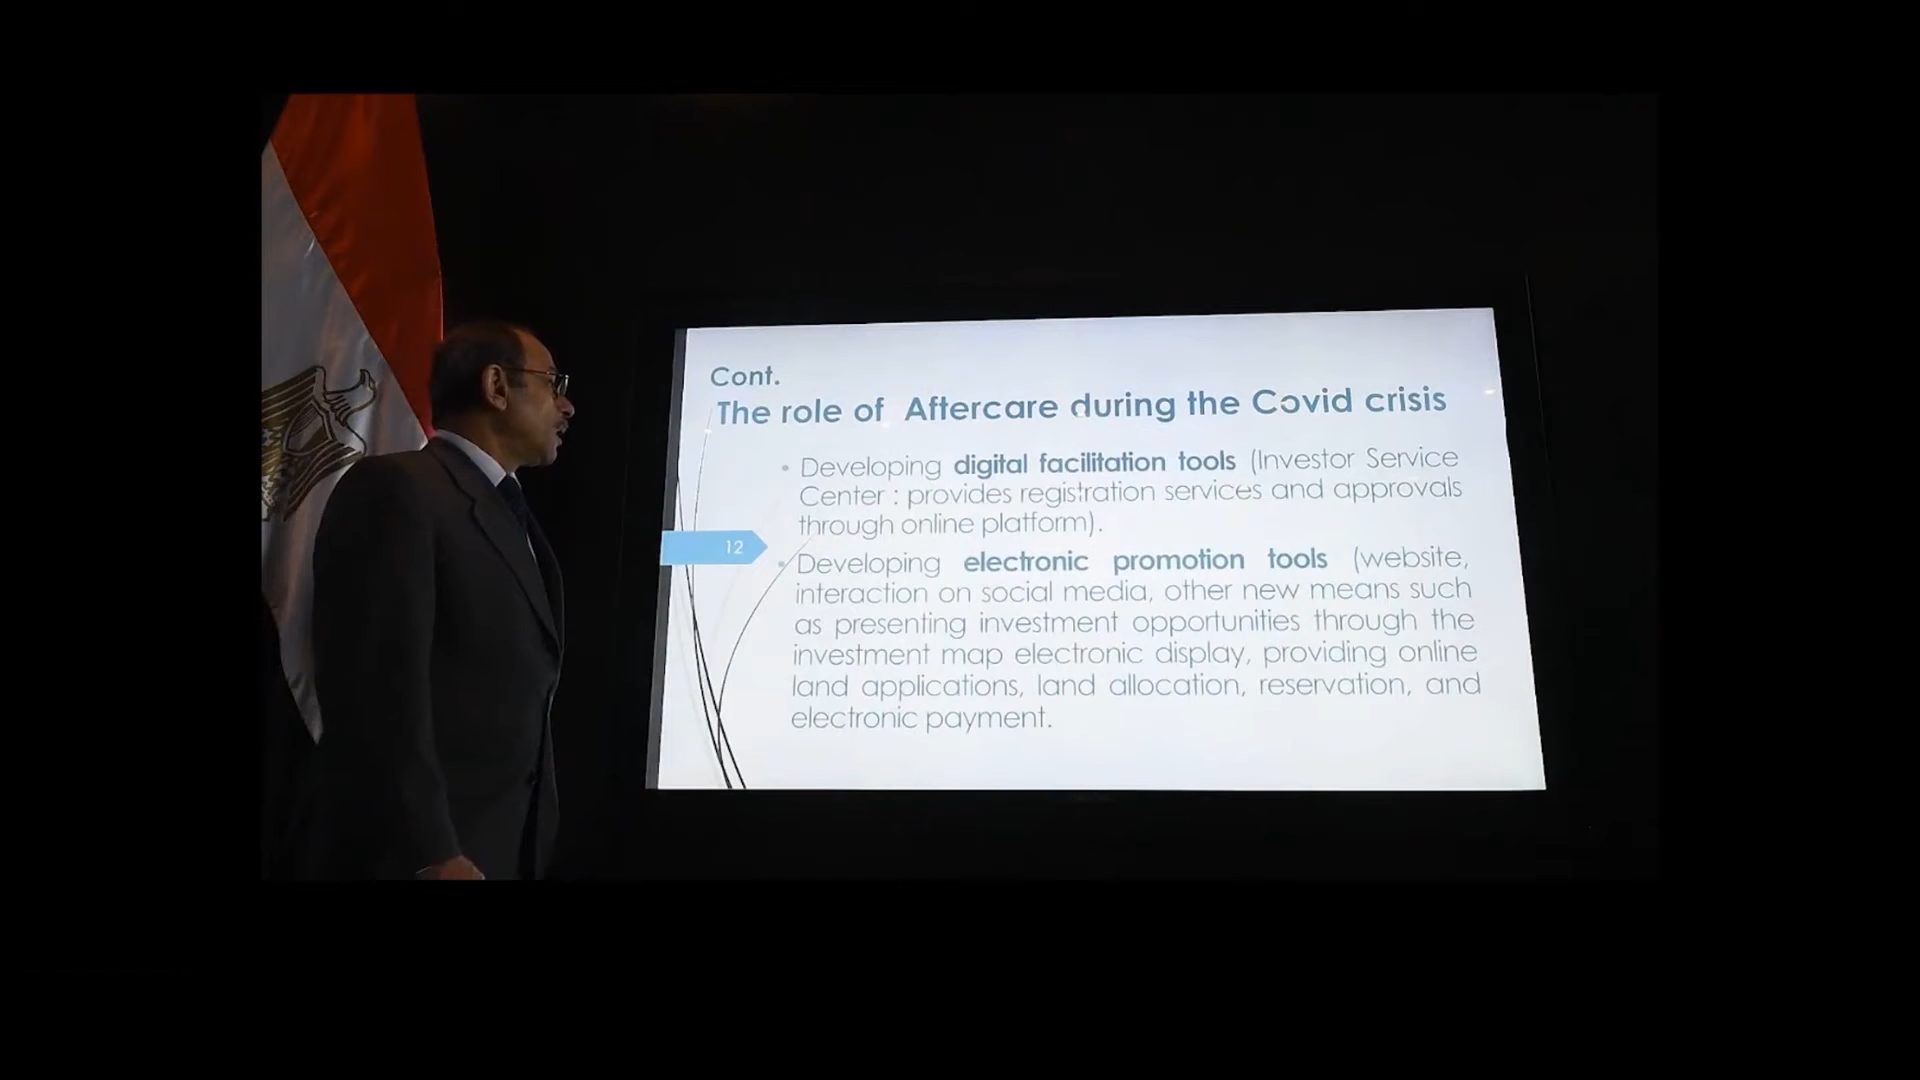 Cont.
The role of Aftercare during the Covid crisis
• Developing digital facilitation tools (Investor Service
Center : provides registration services and approvals
through online platform).
12
• Developing electronic promotion tools (website,
interaction on social media, other new means such
as presenting investment opportunities through the
investment map electronic display, providing online
land applications, land allocation, reservation, and
electronic payment.